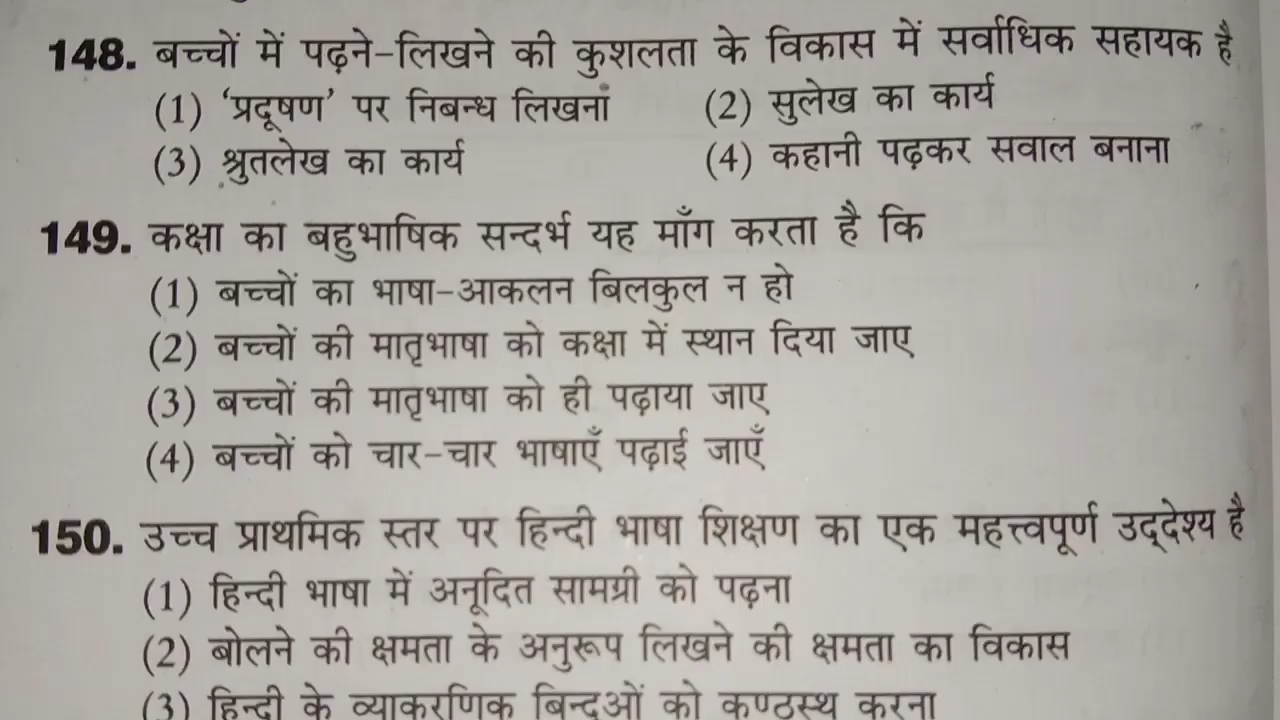 148. बच्चों में पढ़ने-लिखने की कुशलता के विकास में सर्वाधिक सहायक है
(1) ‘प्रदूषण’ पर निबन्ध लिखना (2) सुलेख का कार्य
(3) श्रुतलेख का कार्य (4) कहानी पढ़कर सवाल बनाना
149. कक्षा का बहुभाषिक सन्दर्भ यह माँग करता है कि
(1) बच्चों का भाषा-आकलन बिलकुल न हो
(2) बच्चों की मातृभाषा को कक्षा में स्थान दिया जाए
(3) बच्चों की मातृभाषा को ही पढ़ाया जाए
(4) बच्चों को चार-चार भाषाएँ पढ़ाई जाएँ
150. उच्च प्राथमिक स्तर पर हिन्दी भाषा शिक्षण का एक महत्त्वपूर्ण उद्देश्य है
(1) हिन्दी भाषा में अनूदित सामग्री को पढ़ना
(2) बोलने की क्षमता के अनुरूप लिखने की क्षमता का विकास
(3) हिन्दी के व्याकरणिक बिन्दुओं को कण्ठस्थ करना